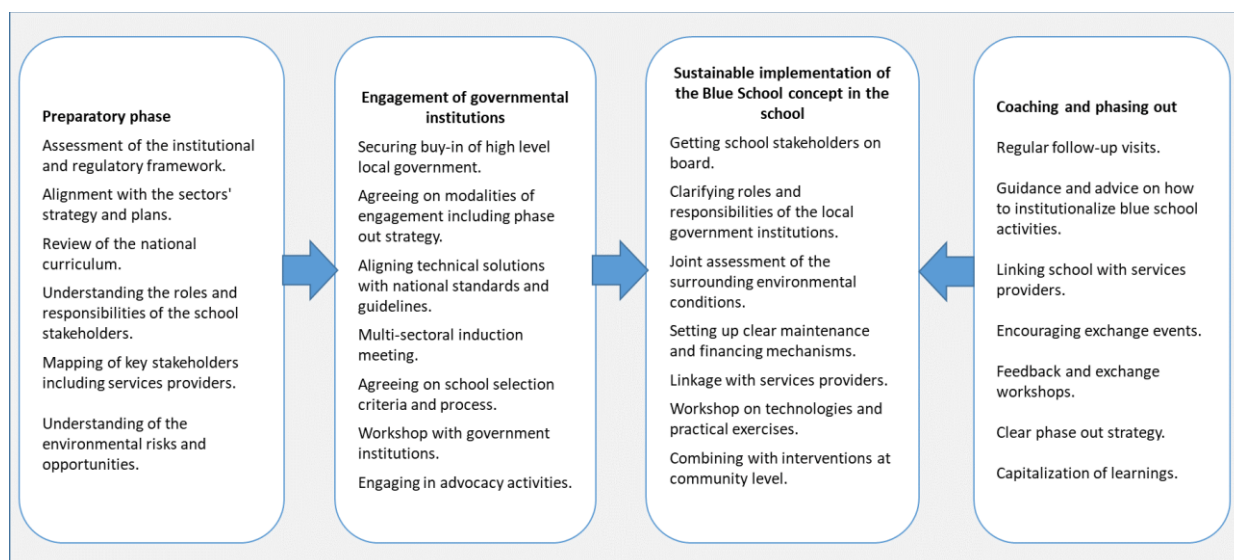 Preparatory phase
Assessment of the institutional
and regulatory framework.
Alignment with the sectors'
strategy and plans.
Review of the national
curriculum.
Understanding the roles and
responsibilities of the school
stakeholders.
Mapping of key stakeholders
including services providers.
Understanding of the
environmental risks and
opportunities.
Engagement of governmental
institutions
Securing buy-in of high level
local government.
Agreeing on modalities of
engagement including phase
out strategy.
Aligning technical solutions
with national standards and
guidelines.
Multi-sectoral induction
meeting.
Agreeing on school selection
criteria and process.
Workshop with government
institutions.
Engaging in advocacy activities.
Sustainable implementation of
the Blue School concept in the
school
Getting school stakeholders on
board.
Clarifying roles and
responsibilities of the local
government institutions.
Joint assessment of the
surrounding environmental
conditions.
Setting up clear maintenance
and financing mechanisms.
Linkage with services providers.
Workshop on technologies and
practical exercises.
Combining with interventions at
community level.
Coaching and phasing out
Regular follow-up visits.
Guidance and advice on how
to institutionalize blue school
activities.
Linking school with services
providers.
Encouraging exchange events.
Feedback and exchange
workshops.
Clear phase out strategy.
Capitalization of learnings.